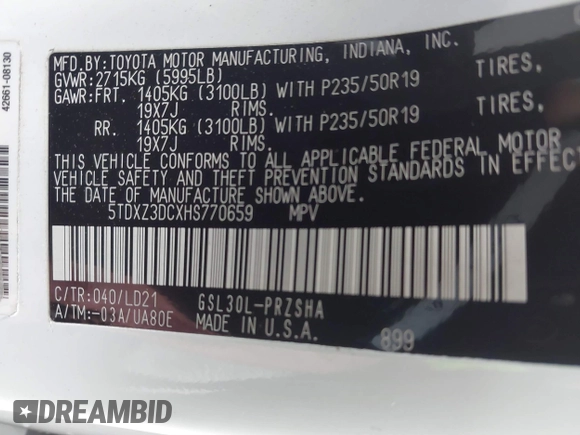 42661-08130
MFD.BY:TOYOTA MOTOR MANUFACTURING, INDIANA, INC.
GVWR:2715KG (5995LB)
GAWR:FRT. 1405KG (3100LB) WITH P235/50R19 TIRES,
19X7J RIMS.
RR. 1405KG (3100LB) WITH P235/50R19 TIRES,
19X7J RIMS.
THIS VEHICLE CONFORMS TO ALL APPLICABLE FEDERAL MOTOR
VEHICLE SAFETY AND THEFT PREVENTION STANDARDS IN EFFECT
THE DATE OF MANUFACTURE SHOWN ABOVE.
5TDXZ3DCXHS770659 MPV
C/TR:040/LD21 GSL30L-PRZSHA
A/TM:-03A/UA80E MADE IN U.S.A. 899
DREAMBID